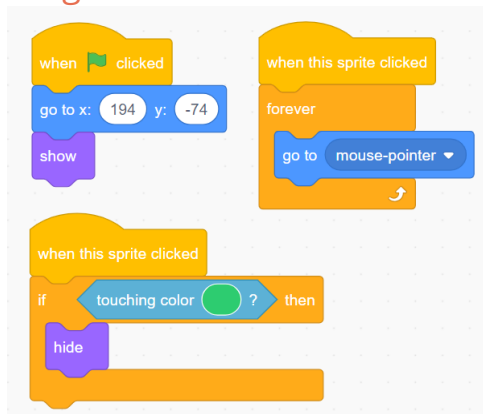 when clicked
go to x: 194 y: -74
show
when this sprite clicked
forever
go to mouse-pointer
when this sprite clicked
if touching color ? then
hide